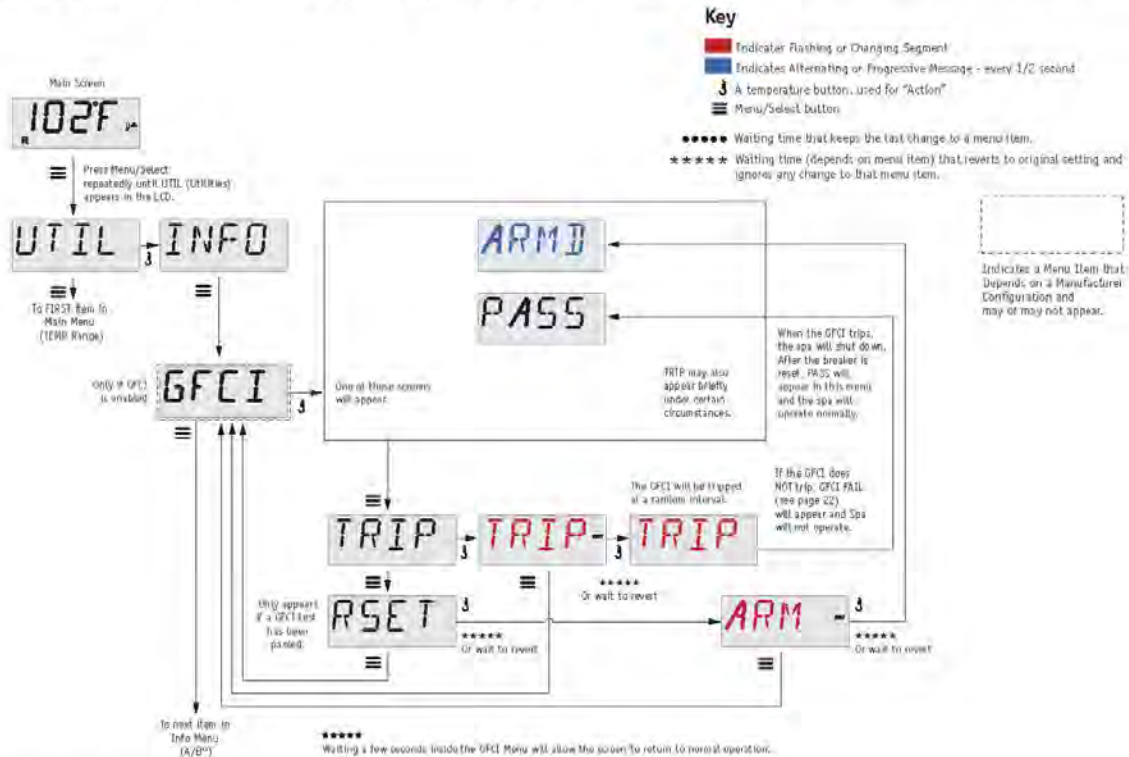 Key
Indicates Flashing or Changing Segment
Indicates Alternating or Progressive Message - every 1/2 second
A temperature button, used for "Action"
Menu/Select button
***** Waiting time that keeps the last change to a menu item.
***** Waiting time (depends on menu item) that reverts to original setting and
ignores any change to that menu item.
Main Screen
102°F
R
Press Menu/Select
repeatedly until UTIL (Utilities)
appears in the LCD.
UTIL
INFO
To FIRST Item in
Main Menu
(TEMP Range)
Indicates a Menu Item that
Depends on a Manufacturer
Configuration and
may or may not appear.
ARMD
PASS
Only if GFCI
is enabled
GFCI
One of these screens
will appear
TRIP may also
appear briefly
under certain
circumstances.
When the GFCI trips,
the spa will shut down.
After the breaker is
reset, PASS will
appear in this menu
and the spa will
operate normally.
The GFCI will be tripped
at a random interval.
If the GFCI does
NOT trip, GFCI FAIL
(see page 22)
will appear and Spa
will not operate.
TRIP
TRIP-
TRIP
*****
Or wait to revert
Only appears
if a GFCI test
has been
passed.
RSET
*****
Or wait to revert
ARM -
*****
Or wait to revert
To next item in
Info Menu
(A/B°)
*****
Waiting a few seconds inside the GFCI Menu will allow the screen to return to normal operation.